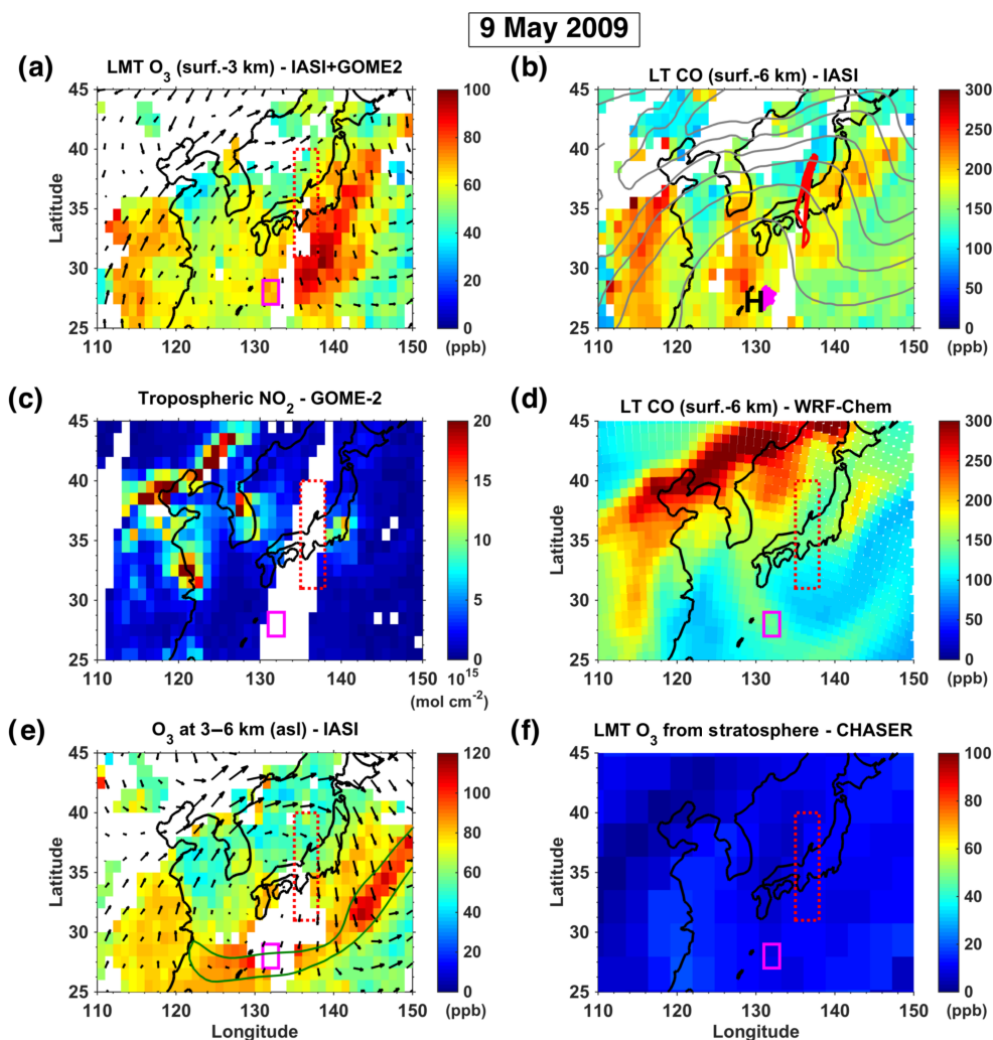 9 May 2009
(a)
LMT O3 (surf.-3 km) - IASI+GOME2
45
40
35
30
25
Latitude
110 120 130 140 150
100
80
60
40
20
0
(ppb)
(b)
LT CO (surf.-6 km) - IASI
45
40
35
30
25
Latitude
H
110 120 130 140 150
300
250
200
150
100
50
0
(ppb)
(c)
Tropospheric NO2 - GOME-2
45
40
35
30
25
Latitude
110 120 130 140 150
20
15
10
5
0
10^15
(mol cm^-2)
(d)
LT CO (surf.-6 km) - WRF-Chem
45
40
35
30
25
Latitude
110 120 130 140 150
300
250
200
150
100
50
0
(ppb)
(e)
O3 at 3–6 km (asl) - IASI
45
40
35
30
25
Latitude
110 120 130 140 150
Longitude
120
100
80
60
40
20
0
(ppb)
(f)
LMT O3 from stratosphere - CHASER
45
40
35
30
25
Latitude
110 120 130 140 150
Longitude
100
80
60
40
20
0
(ppb)